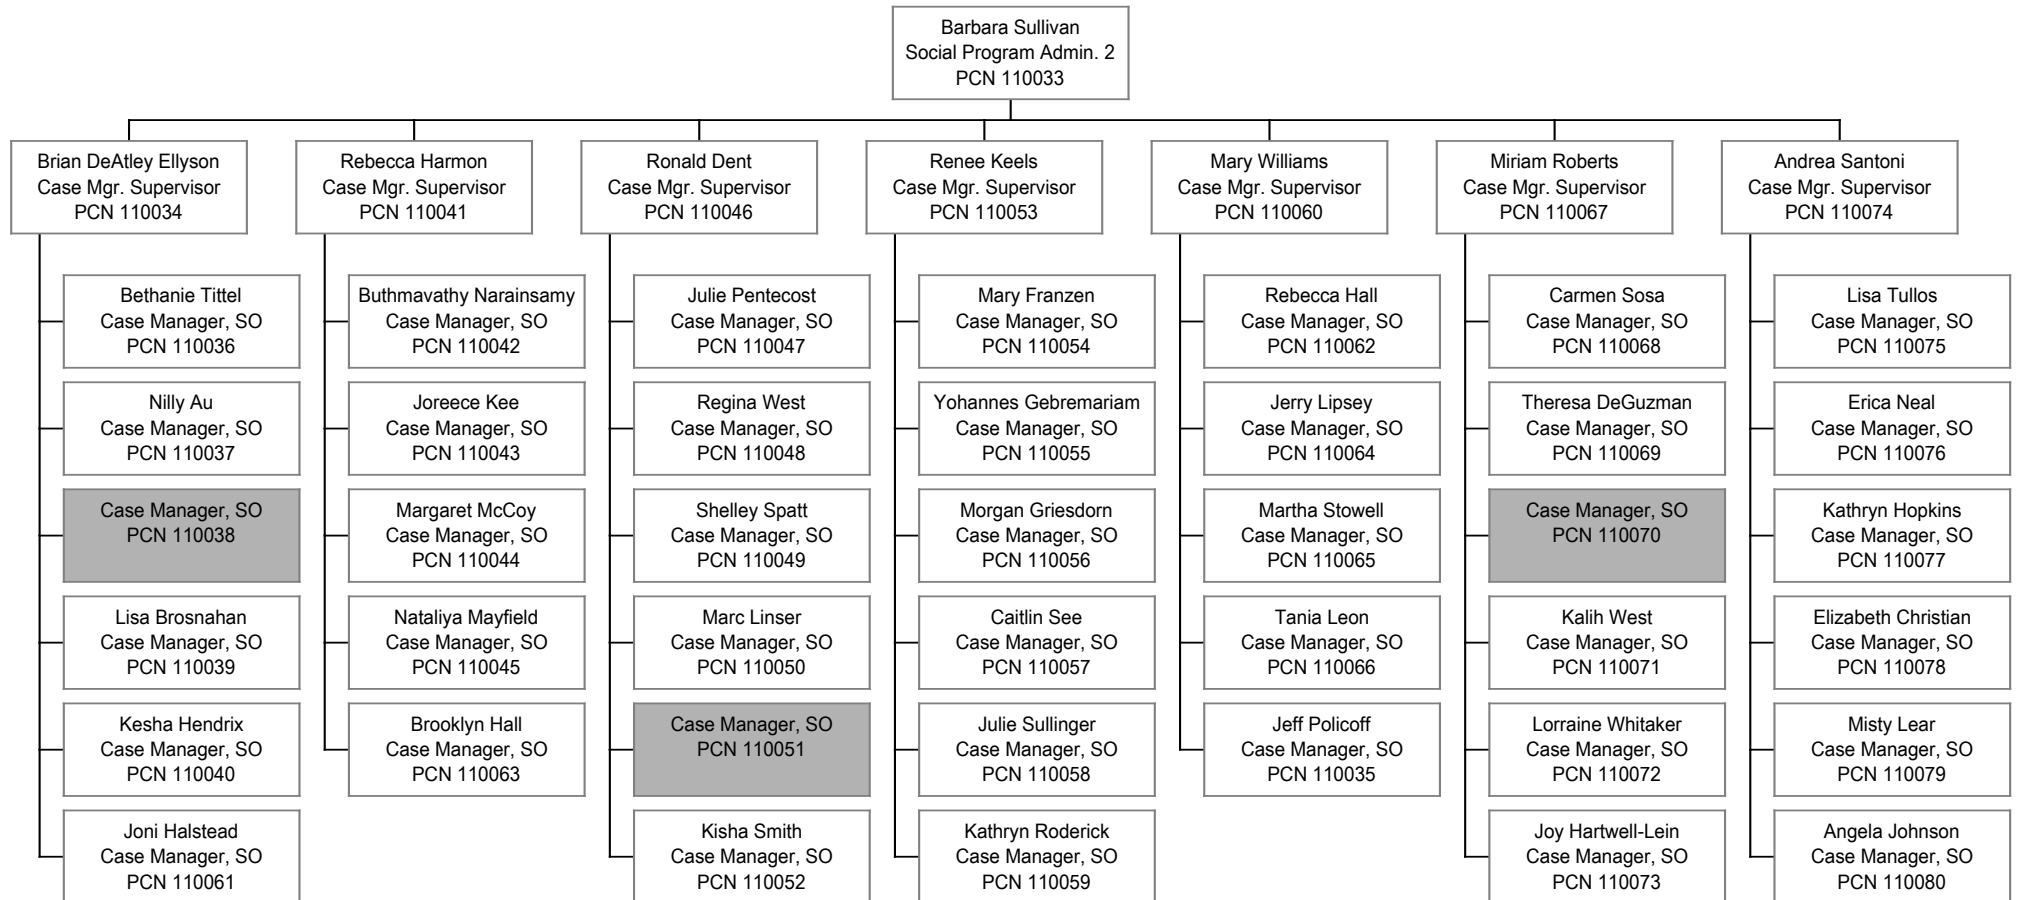 Barbara Sullivan
Social Program Admin. 2
PCN 110033
Brian DeAtley Ellyson
Case Mgr. Supervisor
PCN 110034
Rebecca Harmon
Case Mgr. Supervisor
PCN 110041
Ronald Dent
Case Mgr. Supervisor
PCN 110046
Renee Keels
Case Mgr. Supervisor
PCN 110053
Mary Williams
Case Mgr. Supervisor
PCN 110060
Miriam Roberts
Case Mgr. Supervisor
PCN 110067
Andrea Santoni
Case Mgr. Supervisor
PCN 110074
Bethanie Tittel
Case Manager, SO
PCN 110036
Nilly Au
Case Manager, SO
PCN 110037
Case Manager, SO
PCN 110038
Lisa Brosnahan
Case Manager, SO
PCN 110039
Kesha Hendrix
Case Manager, SO
PCN 110040
Joni Halstead
Case Manager, SO
PCN 110061
Buthmavathy Narainsamy
Case Manager, SO
PCN 110042
Joreece Kee
Case Manager, SO
PCN 110043
Margaret McCoy
Case Manager, SO
PCN 110044
Nataliya Mayfield
Case Manager, SO
PCN 110045
Brooklyn Hall
Case Manager, SO
PCN 110063
Julie Pentecost
Case Manager, SO
PCN 110047
Regina West
Case Manager, SO
PCN 110048
Shelley Spatt
Case Manager, SO
PCN 110049
Marc Linser
Case Manager, SO
PCN 110050
Case Manager, SO
PCN 110051
Kisha Smith
Case Manager, SO
PCN 110052
Mary Franzen
Case Manager, SO
PCN 110054
Yohannes Gebremariam
Case Manager, SO
PCN 110055
Morgan Griesdorn
Case Manager, SO
PCN 110056
Caitlin See
Case Manager, SO
PCN 110057
Julie Sullinger
Case Manager, SO
PCN 110058
Kathryn Roderick
Case Manager, SO
PCN 110059
Rebecca Hall
Case Manager, SO
PCN 110062
Jerry Lipsey
Case Manager, SO
PCN 110064
Martha Stowell
Case Manager, SO
PCN 110065
Tania Leon
Case Manager, SO
PCN 110066
Jeff Policoff
Case Manager, SO
PCN 110035
Carmen Sosa
Case Manager, SO
PCN 110068
Theresa DeGuzman
Case Manager, SO
PCN 110069
Case Manager, SO
PCN 110070
Kalih West
Case Manager, SO
PCN 110071
Lorraine Whitaker
Case Manager, SO
PCN 110072
Joy Hartwell-Lein
Case Manager, SO
PCN 110073
Lisa Tullos
Case Manager, SO
PCN 110075
Erica Neal
Case Manager, SO
PCN 110076
Kathryn Hopkins
Case Manager, SO
PCN 110077
Elizabeth Christian
Case Manager, SO
PCN 110078
Misty Lear
Case Manager, SO
PCN 110079
Angela Johnson
Case Manager, SO
PCN 110080